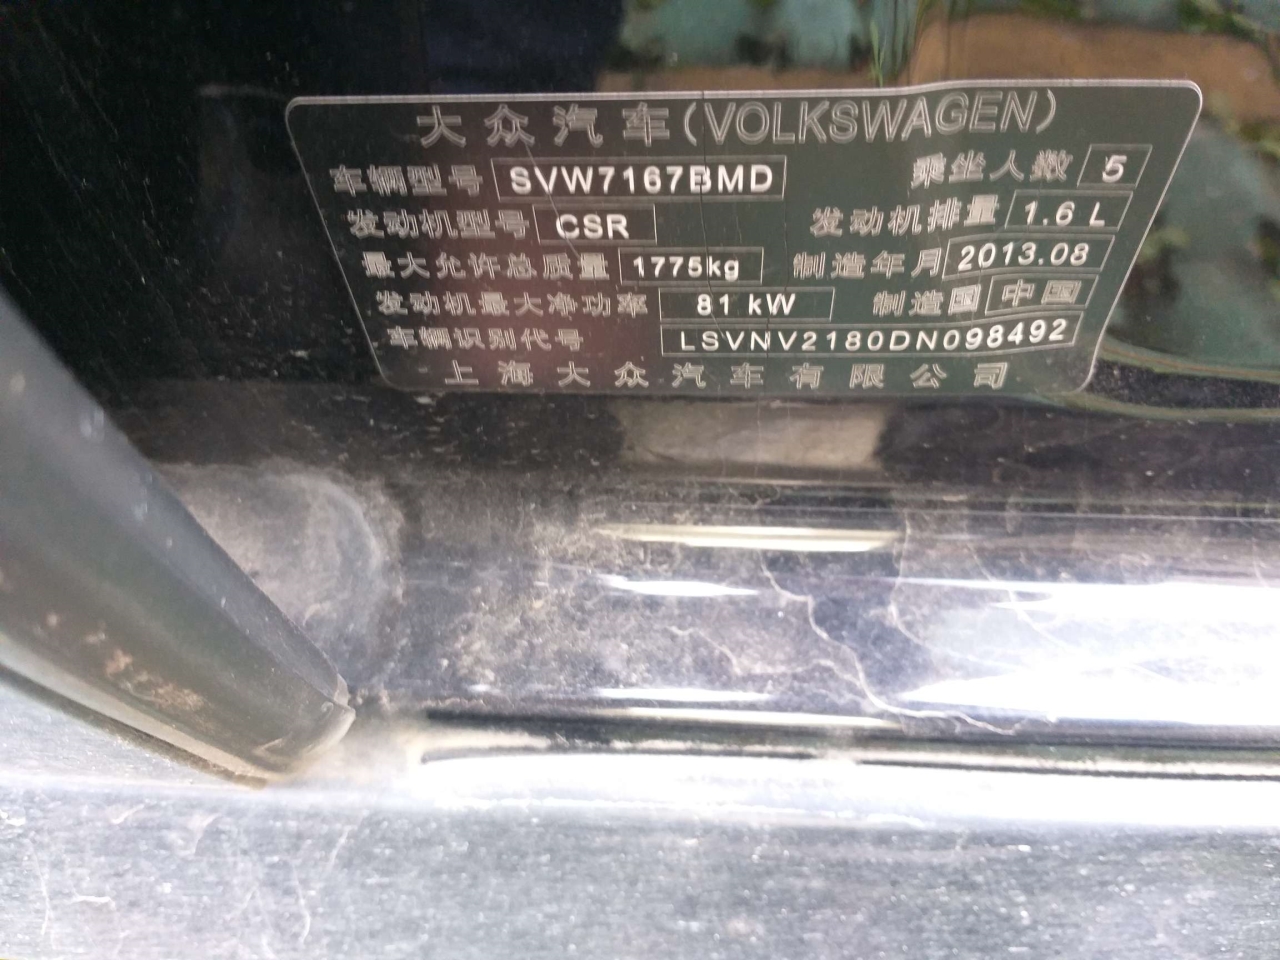 大众汽车(VOLKSWAGEN)
车辆型号 SVW7167BMD 乘坐人数 5
发动机型号 CSR 发动机排量 1.6 L
最大允许总质量 1775kg 制造年月 2013.08
发动机最大净功率 81 kW 制造国 中国
车辆识别代号 LSVNV2180DN098492
上海大众汽车有限公司